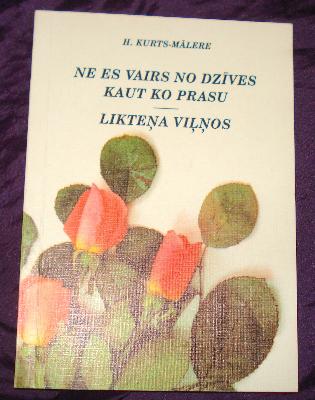 H. KURTS-MĀLERE
NE ES VAIRS NO DZĪVES
KAUT KO PRASU
LIKTEŅA VIĻŅOS